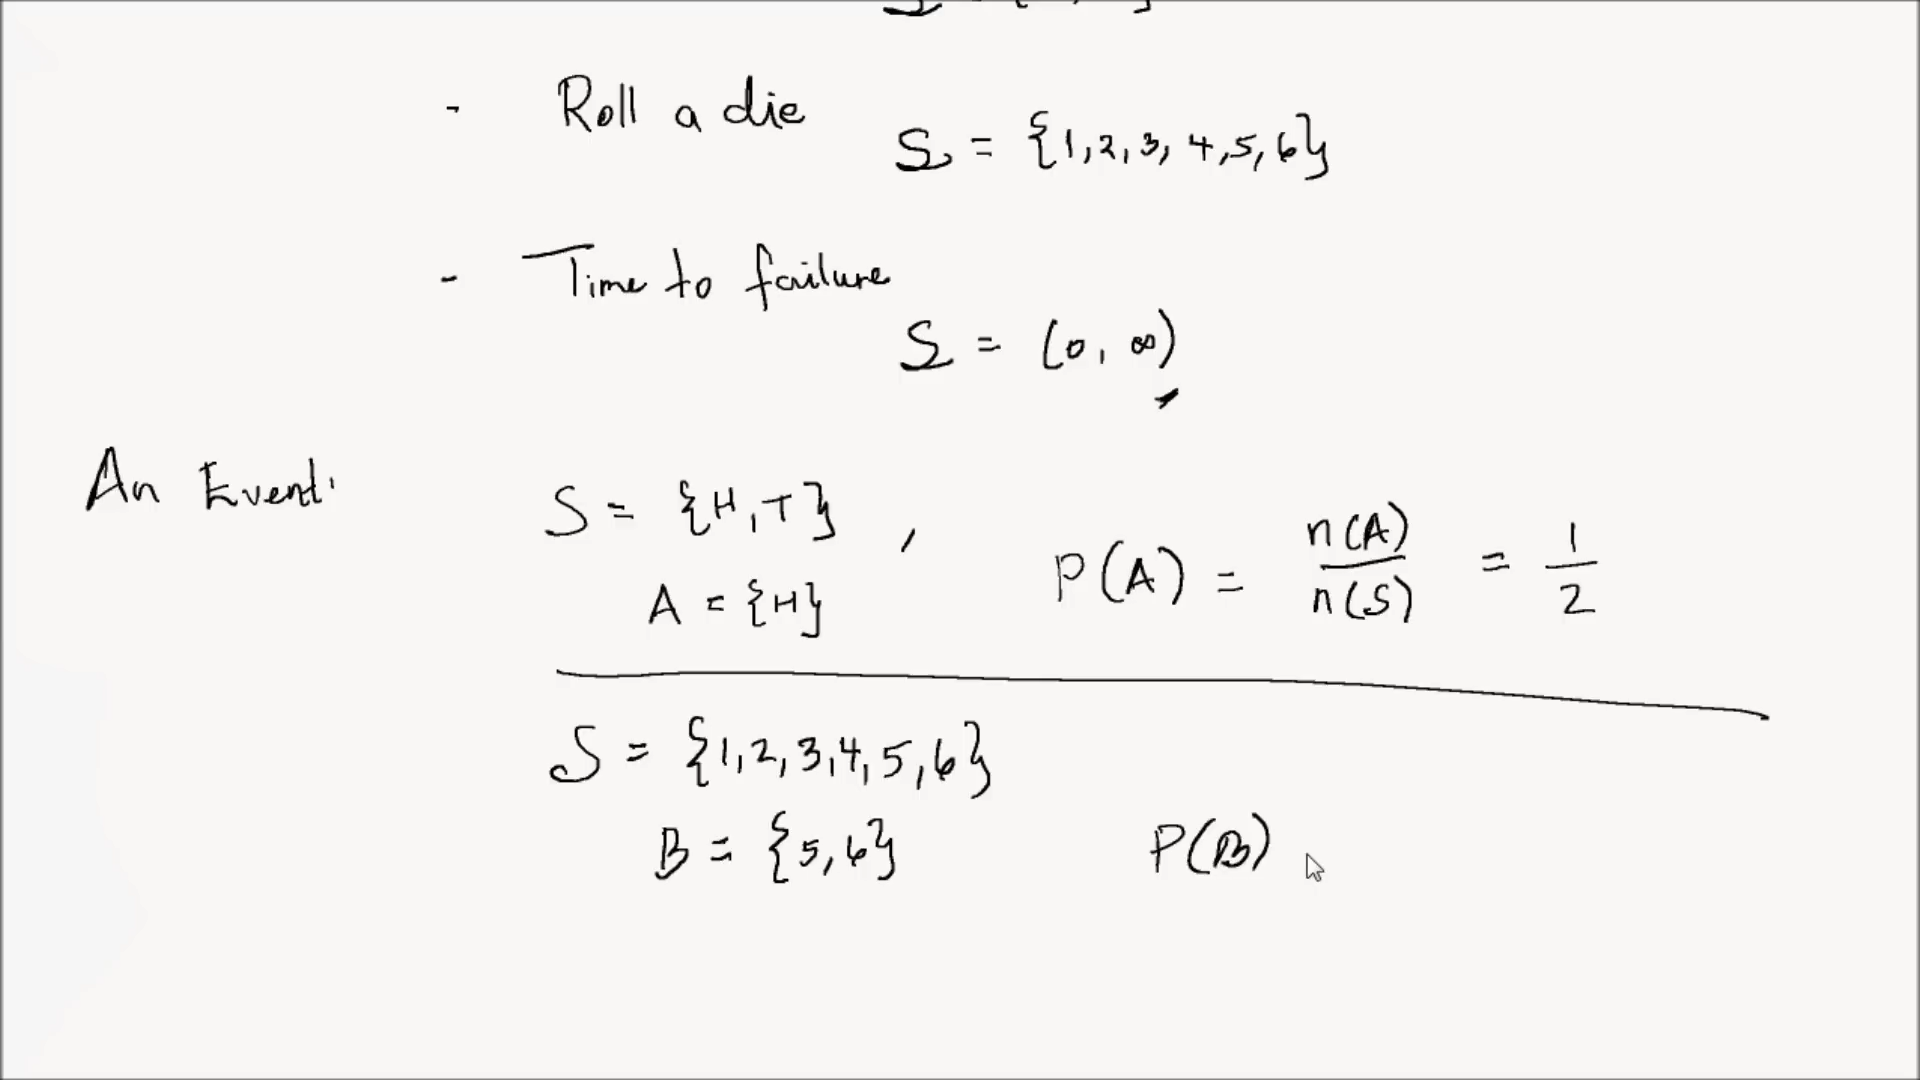 - Roll a die
S = {1,2,3,4,5,6}
- Time to failure
S = (0, ∞)
An Event:
S = {H,T} ,
A = {H}
P(A) = n(A)/n(S) = 1/2
S = {1,2,3,4,5,6}
B = {5,6} P(B)